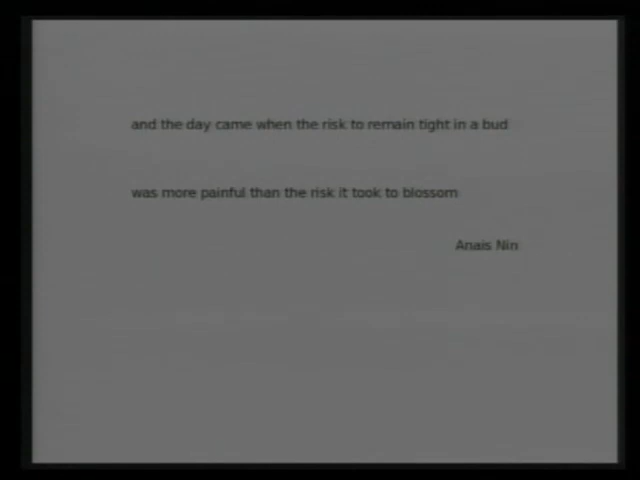 and the day came when the risk to remain tight in a bud
was more painful than the risk it took to blossom
Anais Nin